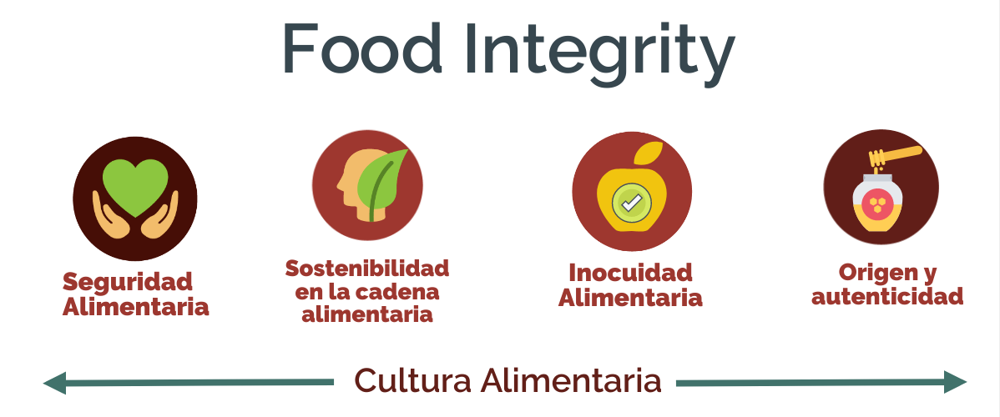 Food Integrity
Seguridad
Alimentaria
Sostenibilidad
en la cadena
alimentaria
Inocuidad
Alimentaria
Origen y
autenticidad
Cultura Alimentaria